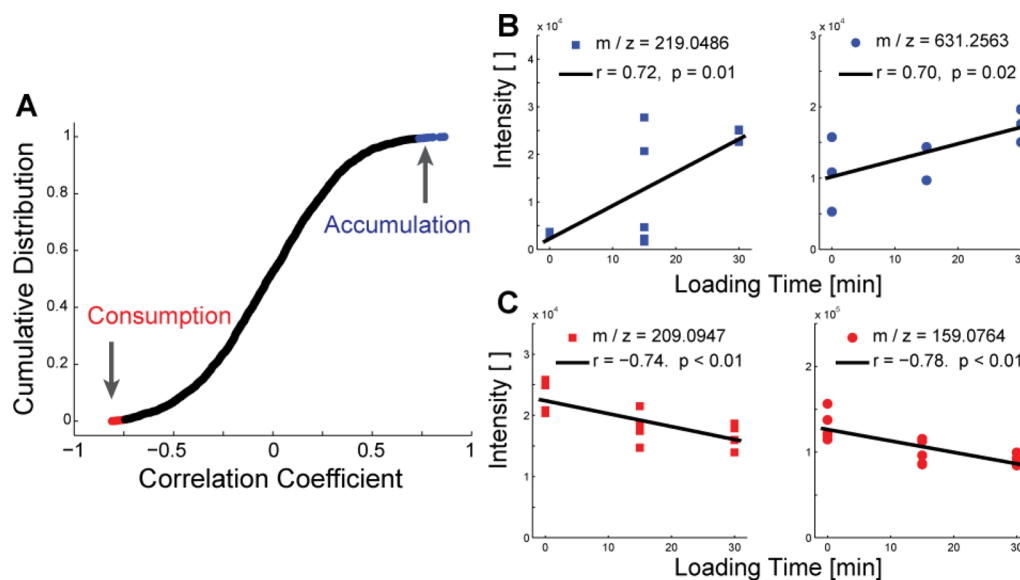 A
Cumulative Distribution
1
0.8
0.6
0.4
0.2
0
Accumulation
Consumption
−1
−0.5
0
0.5
1
Correlation Coefficient
B
x 10⁴
Intensity [ ]
4
3
2
1
0
m / z = 219.0486
r = 0.72, p = 0.01
0
10
20
30
x 10⁴
3
2
1
0
m / z = 631.2563
r = 0.70, p = 0.02
0
10
20
30
Loading Time [min]
C
x 10⁴
Intensity [ ]
3
2
1
0
m / z = 209.0947
r = −0.74. p < 0.01
0
10
20
30
x 10⁵
2
1
0
m / z = 159.0764
r = −0.78. p < 0.01
0
10
20
30
Loading Time [min]